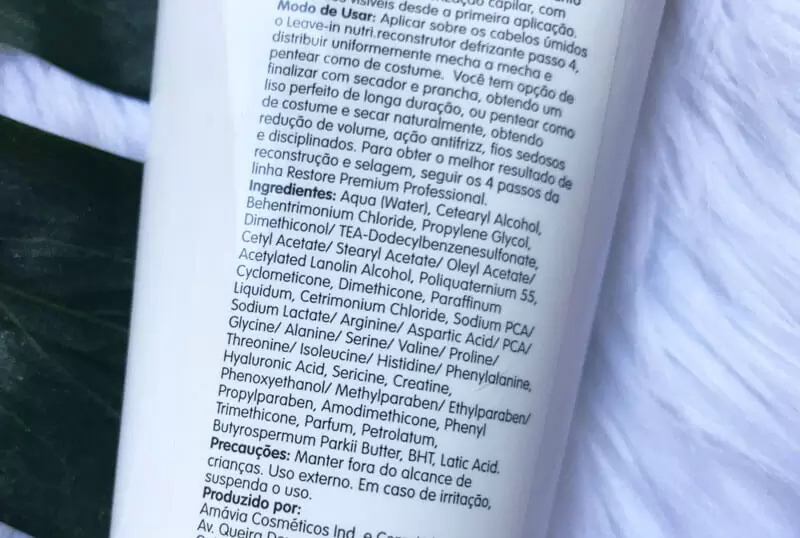 capilar, com
visíveis desde a primeira aplicação.
Modo de Usar: Aplicar sobre os cabelos úmidos
o Leave-in nutri.reconstrutor defrizante passo 4,
distribuir uniformemente mecha a mecha e
pentear como de costume. Você tem opção de
finalizar com secador e prancha, obtendo um
liso perfeito de longa duração, ou pentear como
de costume e secar naturalmente, obtendo
redução de volume, ação antifrizz, fios sedosos
e disciplinados. Para obter o melhor resultado de
reconstrução e selagem, seguir os 4 passos da
linha Restore Premium Professional.
Ingredientes: Aqua (Water), Cetearyl Alcohol,
Behentrimonium Chloride, Propylene Glycol,
Dimethiconol/ TEA-Dodecylbenzenesulfonate,
Cetyl Acetate/ Stearyl Acetate/ Oleyl Acetate/
Acetylated Lanolin Alcohol, Poliquaternium 55,
Cyclometicone, Dimethicone, Paraffinum
Liquidum, Cetrimonium Chloride, Sodium PCA/
Sodium Lactate/ Arginine/ Aspartic Acid/ PCA/
Glycine/ Alanine/ Serine/ Valine/ Proline/
Threonine/ Isoleucine/ Histidine/ Phenylalanine,
Hyaluronic Acid, Sericine, Creatine,
Phenoxyethanol/ Methylparaben/ Ethylparaben/
Propylparaben, Amodimethicone, Phenyl
Trimethicone, Parfum, Petrolatum,
Butyrospermum Parkii Butter, BHT, Latic Acid.
Precauções: Manter fora do alcance de
crianças. Uso externo. Em caso de irritação,
suspenda o uso.
Produzido por:
Amávia Cosméticos Ind. e
Av. Queira